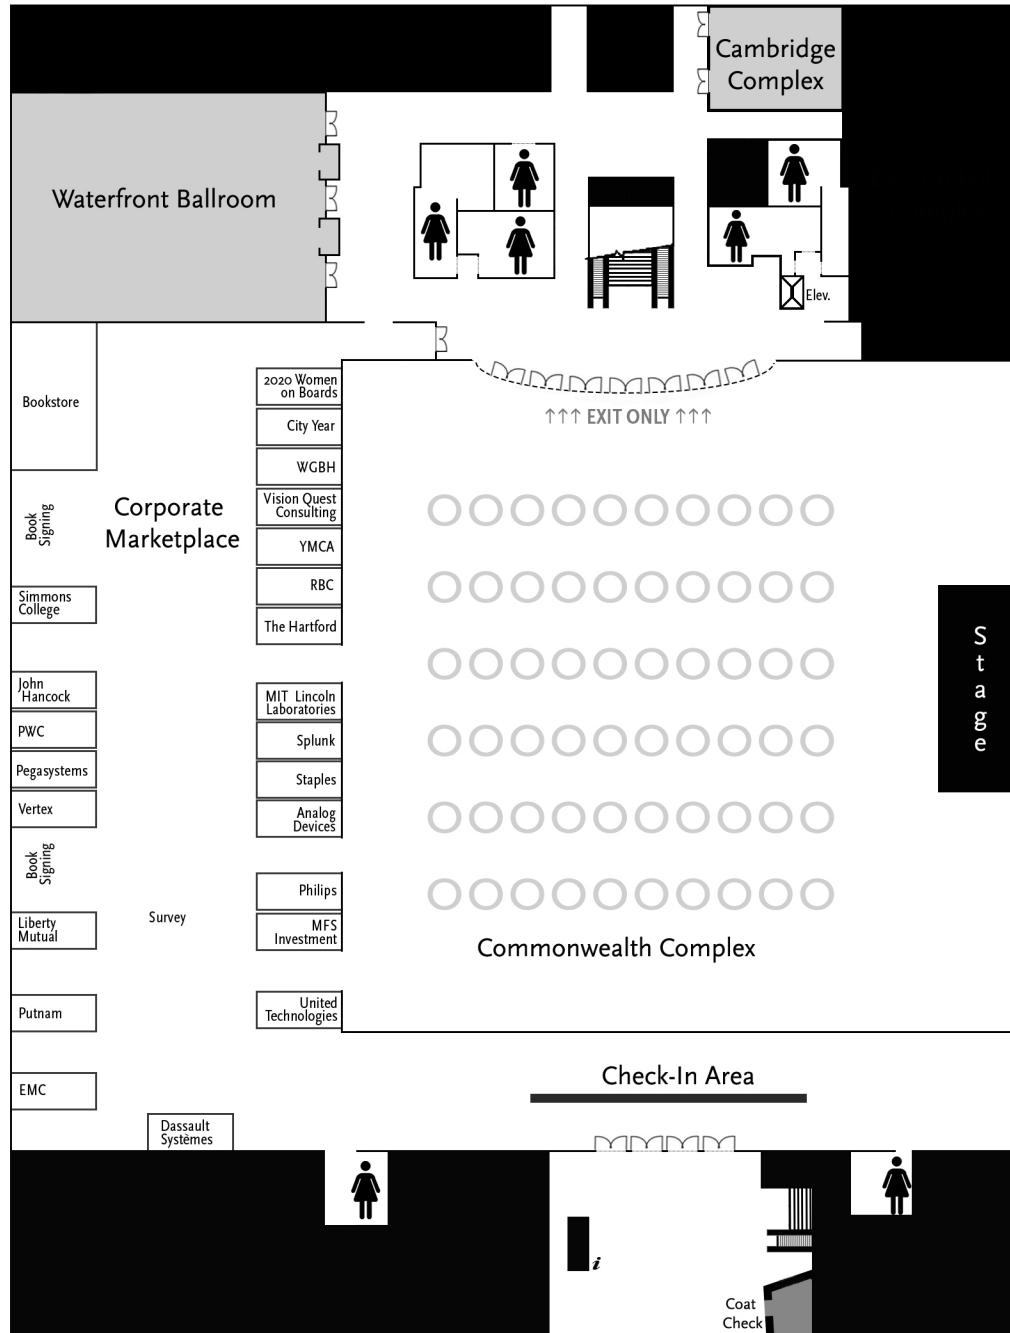 Cambridge
Complex
Waterfront Ballroom
Elev.
Bookstore
2020 Women
on Boards
City Year
WGBH
Vision Quest
Consulting
YMCA
RBC
The Hartford
↑↑↑ EXIT ONLY ↑↑↑
Book
Signing
Corporate
Marketplace
Simmons
College
John
Hancock
PWC
Pegasystems
Vertex
Book
Signing
Liberty
Mutual
Putnam
EMC
Survey
MIT Lincoln
Laboratories
Splunk
Staples
Analog
Devices
Philips
MFS
Investment
United
Technologies
Dassault
Systèmes
Stage
Commonwealth Complex
Check-In Area
i
Coat
Check